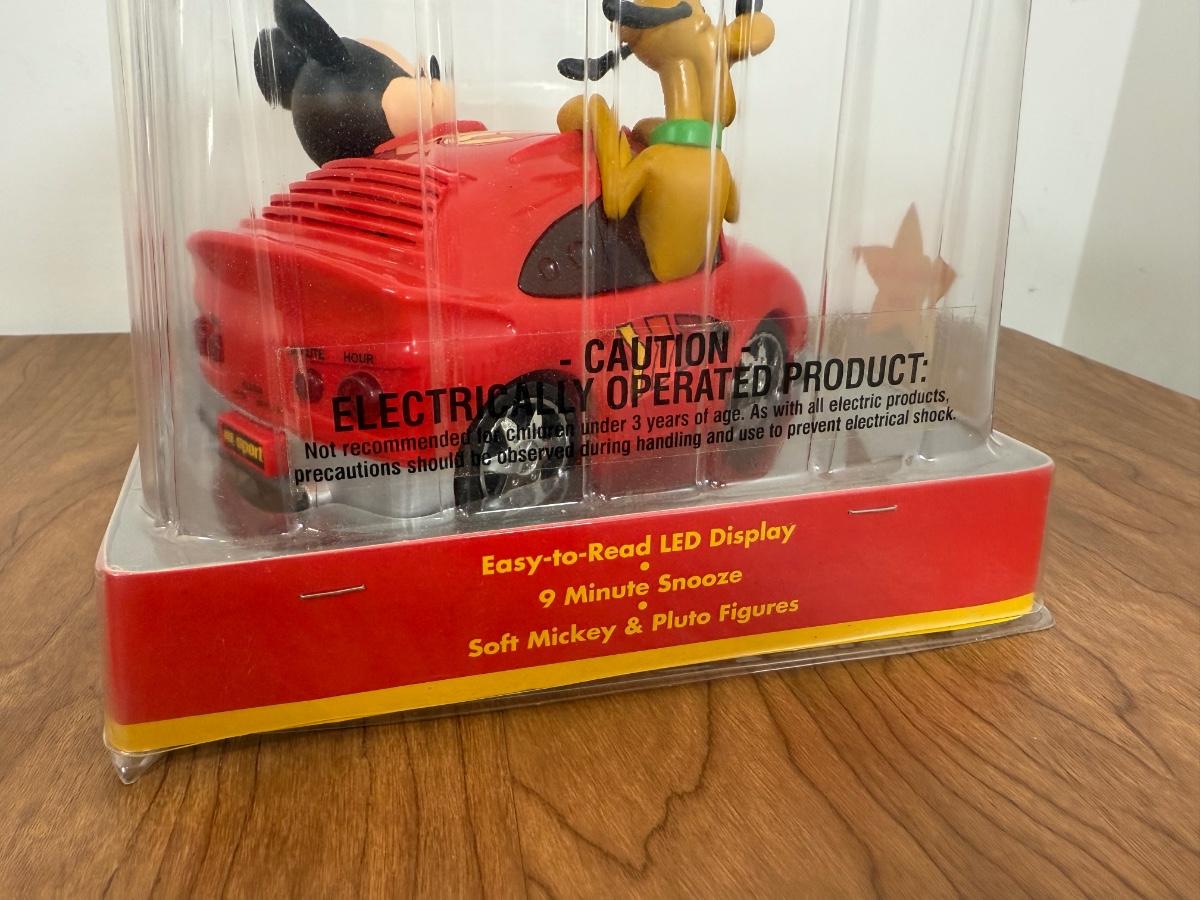 HOUR
- CAUTION -
ELECTRICALLY OPERATED PRODUCT:
Not recommended for children under 3 years of age. As with all electric products,
precautions should be observed during handling and use to prevent electrical shock.
sport
Easy-to-Read LED Display
•
9 Minute Snooze
•
Soft Mickey & Pluto Figures